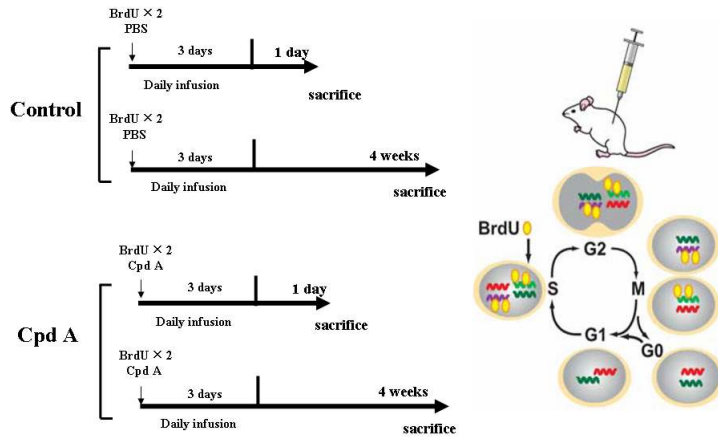 BrdU × 2
PBS
3 days
1 day
Daily infusion
sacrifice
Control
BrdU × 2
PBS
3 days
4 weeks
Daily infusion
sacrifice
BrdU × 2
Cpd A
3 days
1 day
Daily infusion
sacrifice
Cpd A
BrdU × 2
Cpd A
3 days
4 weeks
Daily infusion
sacrifice
BrdU
G2
S
M
G1
G0